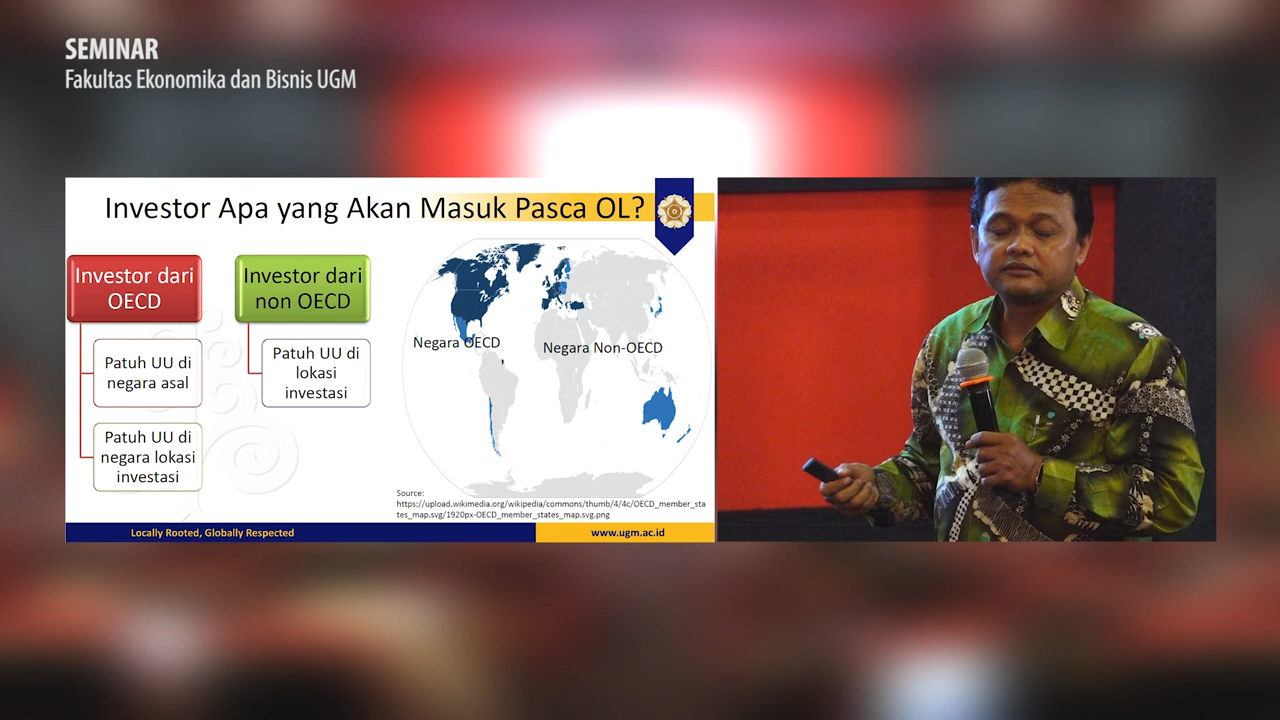 SEMINAR
Fakultas Ekonomika dan Bisnis UGM
Investor Apa yang Akan Masuk Pasca OL?
Investor dari
OECD
Patuh UU di
negara asal
Patuh UU di
negara lokasi
investasi
Investor dari
non OECD
Patuh UU di
lokasi
investasi
Negara OECD
Negara Non-OECD
Source:
https://upload.wikimedia.org/wikipedia/commons/thumb/4/4c/OECD_member_sta
tes_map.svg/1920px-OECD_member_states_map.svg.png
Locally Rooted, Globally Respected
www.ugm.ac.id